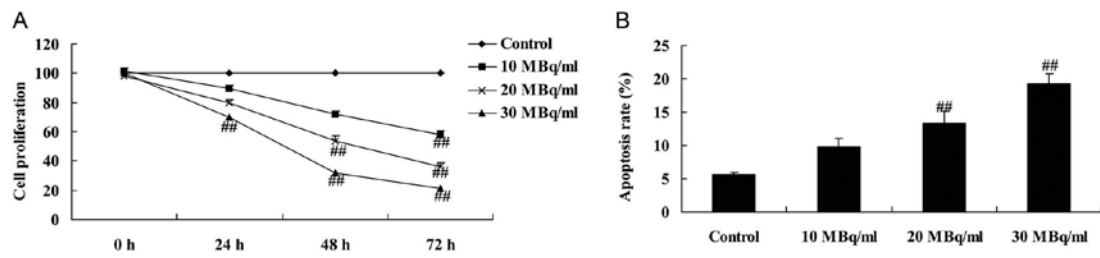 A
Cell proliferation
120
100
80
60
40
20
0
0 h
24 h
48 h
72 h
Control
10 MBq/ml
20 MBq/ml
30 MBq/ml
##
##
##
##
##
##
B
Apoptosis rate (%)
25
20
15
10
5
0
##
##
Control
10 MBq/ml
20 MBq/ml
30 MBq/ml